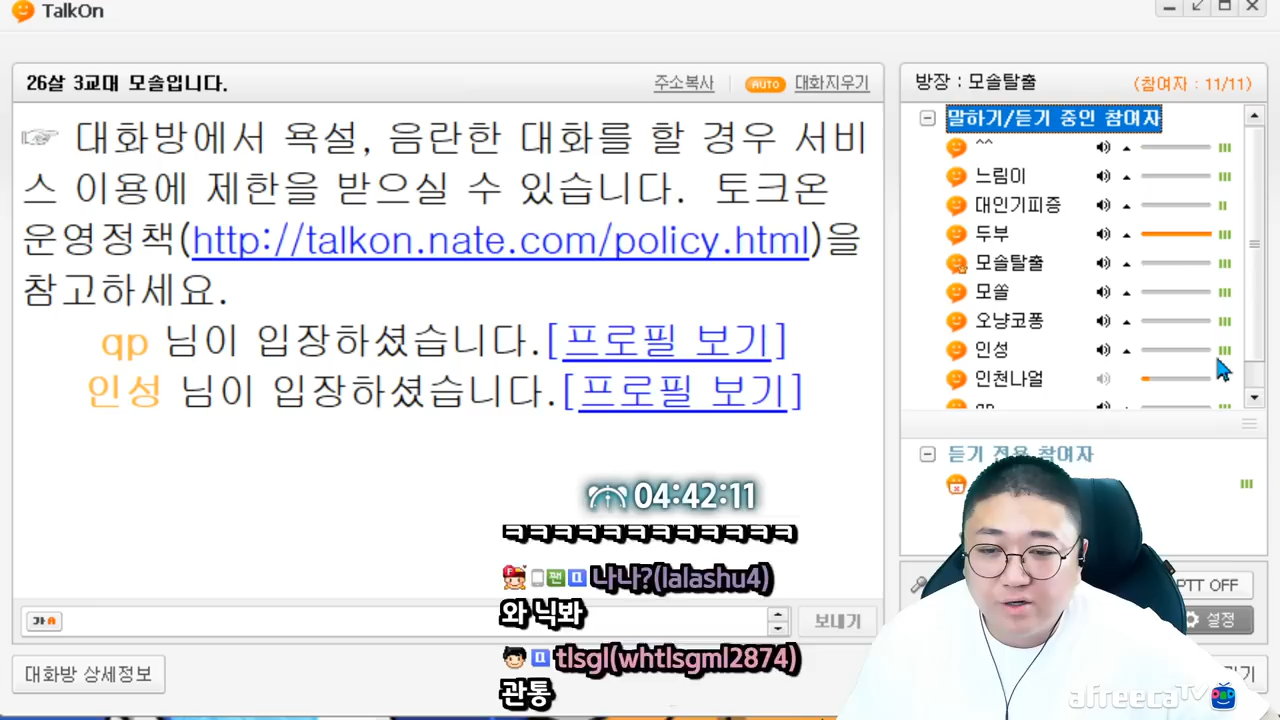 TalkOn
26살 3교대 모솔입니다.
주소복사
AUTO 대화지우기
☞ 대화방에서 욕설, 음란한 대화를 할 경우 서비
스 이용에 제한을 받으실 수 있습니다. 토크온
운영정책(http://talkon.nate.com/policy.html)을
참고하세요.
qp 님이 입장하셨습니다.[프로필 보기]
인성 님이 입장하셨습니다.[프로필 보기]
방장 : 모솔탈출
(참여자 : 11/11)
말하기/듣기 중인 참여자
^^
느림이
대인기피증
두부
모솔탈출
모쏠
오냥코퐁
인성
인천나얼
qp
듣기 전용 참여자
04:42:11
ㅋㅋㅋㅋㅋㅋㅋㅋㅋㅋㅋㅋ
나나?(lalashu4)
와 닉봐
tlsgl(whtlsgml2874)
관통
가
보내기
대화방 상세정보
PTT OFF
설정
afreecaTV